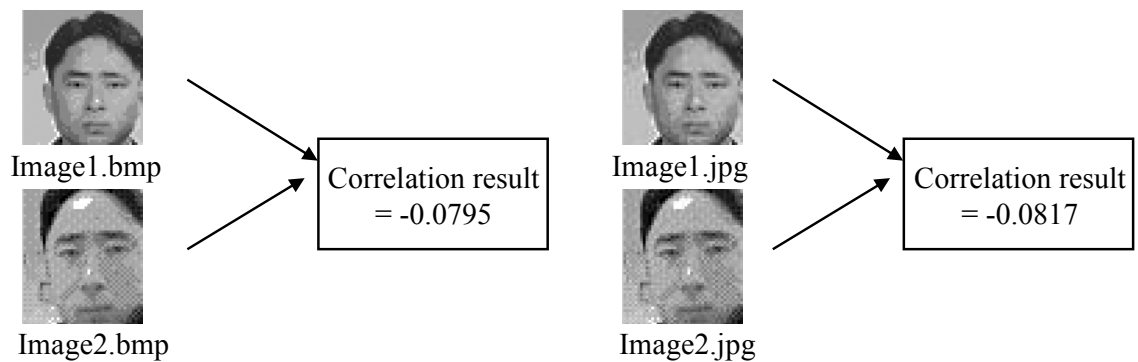 Image1.bmp
Correlation result
= -0.0795
Image2.bmp
Image1.jpg
Correlation result
= -0.0817
Image2.jpg